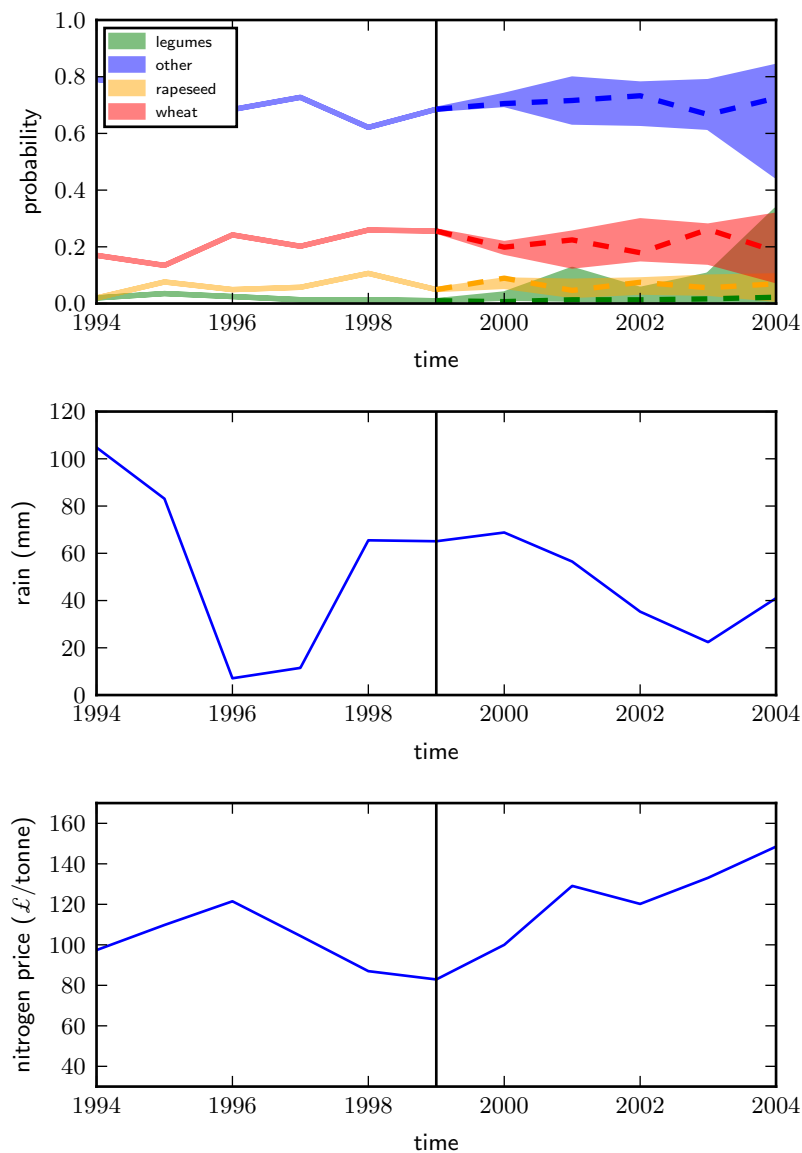 1.0
0.8
0.6
0.4
0.2
0.0
probability
legumes
other
rapeseed
wheat
1994 1996 1998 2000 2002 2004
time
120
100
80
60
40
20
0
rain (mm)
1994 1996 1998 2000 2002 2004
time
160
140
120
100
80
60
40
nitrogen price (£/tonne)
1994 1996 1998 2000 2002 2004
time